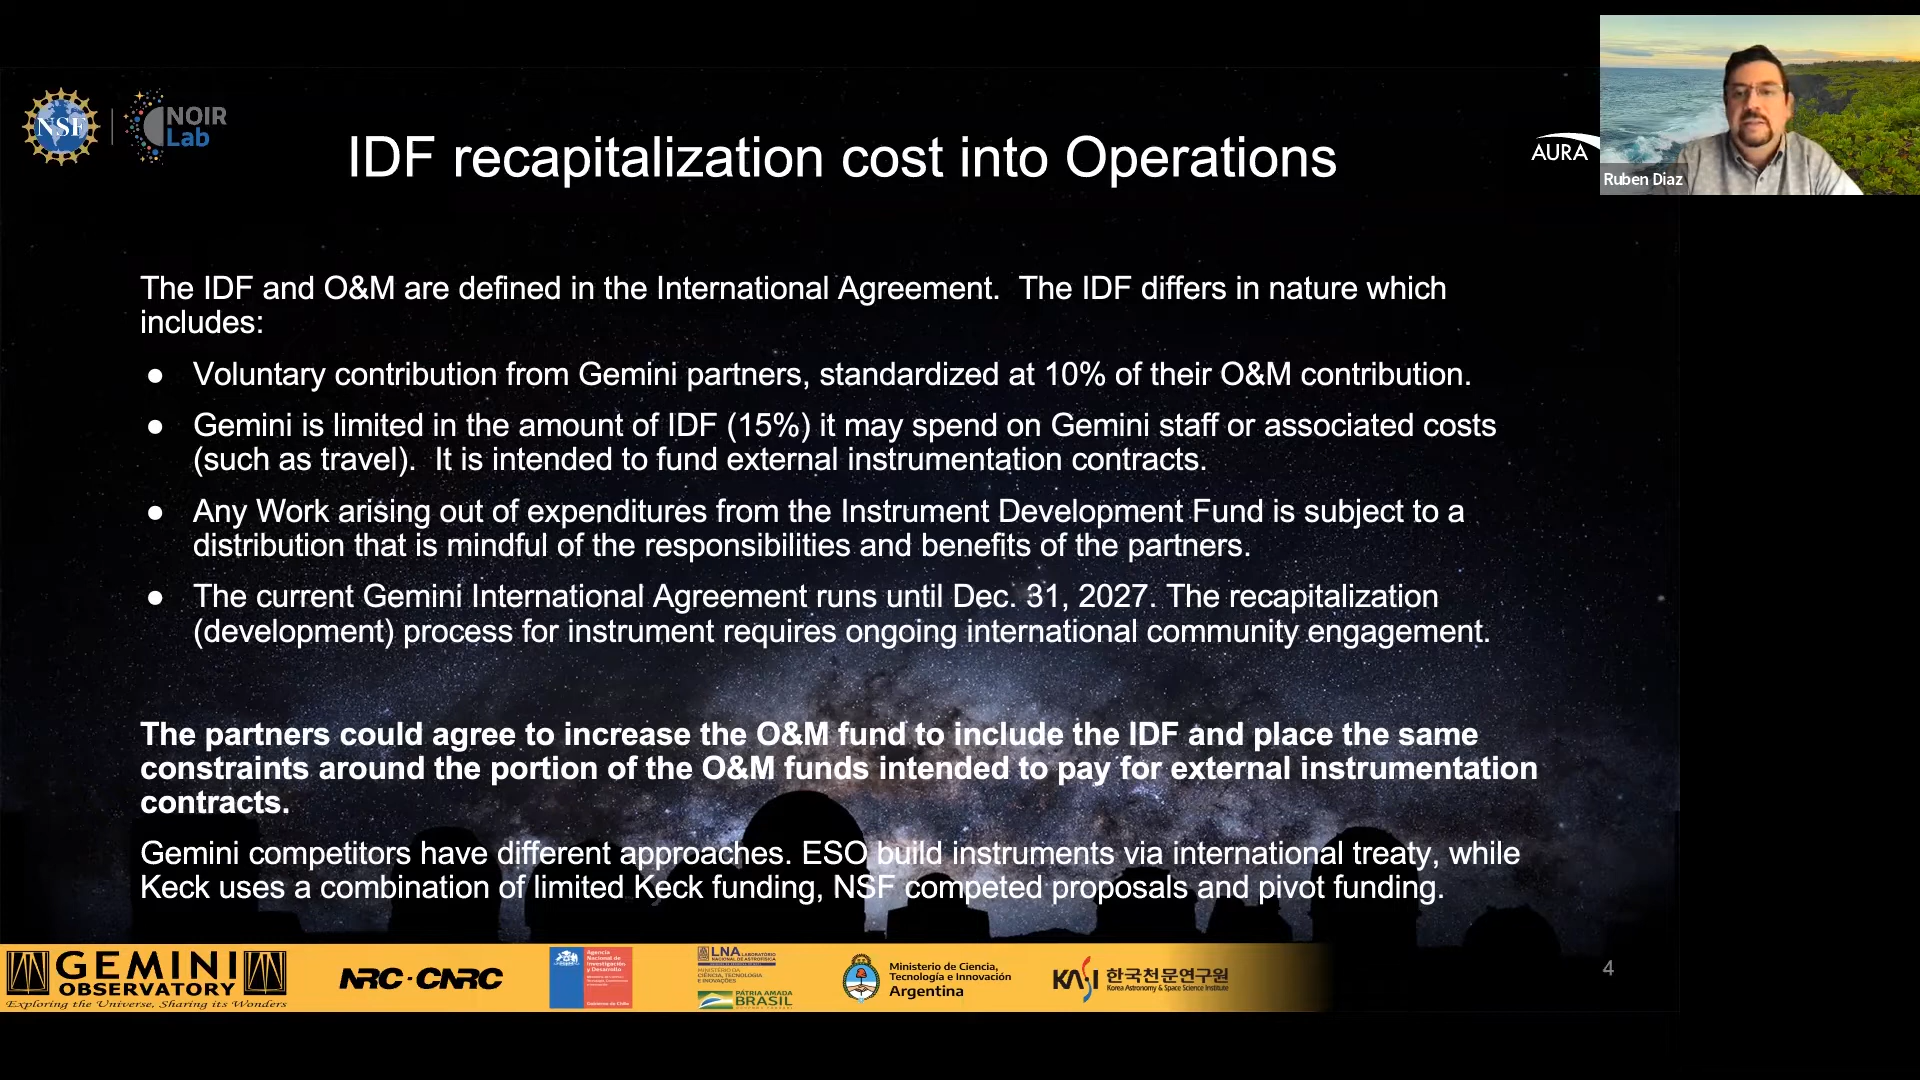 NSF
NOIR
Lab
IDF recapitalization cost into Operations
AURA
Ruben Diaz
The IDF and O&M are defined in the International Agreement.  The IDF differs in nature which
includes:
● Voluntary contribution from Gemini partners, standardized at 10% of their O&M contribution.
● Gemini is limited in the amount of IDF (15%) it may spend on Gemini staff or associated costs
(such as travel).  It is intended to fund external instrumentation contracts.
● Any Work arising out of expenditures from the Instrument Development Fund is subject to a
distribution that is mindful of the responsibilities and benefits of the partners.
● The current Gemini International Agreement runs until Dec. 31, 2027. The recapitalization
(development) process for instrument requires ongoing international community engagement.
The partners could agree to increase the O&M fund to include the IDF and place the same
constraints around the portion of the O&M funds intended to pay for external instrumentation
contracts.
Gemini competitors have different approaches. ESO build instruments via international treaty, while
Keck uses a combination of limited Keck funding, NSF competed proposals and pivot funding.
GEMINI
OBSERVATORY
Exploring the Universe, Sharing its Wonders
NRC·CNRC
Agencia
Nacional de
Investigación
y Desarrollo
LNA LABORATÓRIO
NACIONAL DE ASTROFÍSICA
MINISTÉRIO DA
CIÊNCIA, TECNOLOGIA
E INOVAÇÕES
PÁTRIA AMADA
BRASIL
Ministerio de Ciencia,
Tecnología e Innovación
Argentina
KASI 한국천문연구원
Korea Astronomy & Space Science Institute
4